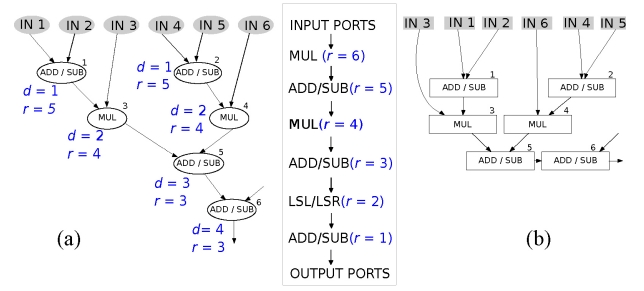 IN 1 IN 2 IN 3 IN 4 IN 5 IN 6
ADD / SUB 1
d = 1
r = 5
ADD / SUB 2
d = 1
r = 5
MUL 3
d = 2
r = 4
MUL 4
d = 2
r = 4
ADD / SUB 5
d = 3
r = 3
ADD / SUB 6
d= 4
r = 3
(a)
INPUT PORTS
MUL (r = 6)
ADD/SUB(r = 5)
MUL(r = 4)
ADD/SUB(r = 3)
LSL/LSR(r = 2)
ADD/SUB(r = 1)
OUTPUT PORTS
IN 3 IN 1 IN 2 IN 6 IN 4 IN 5
ADD / SUB 1
ADD / SUB 2
MUL 3
MUL 4
ADD / SUB 5
ADD / SUB 6
(b)